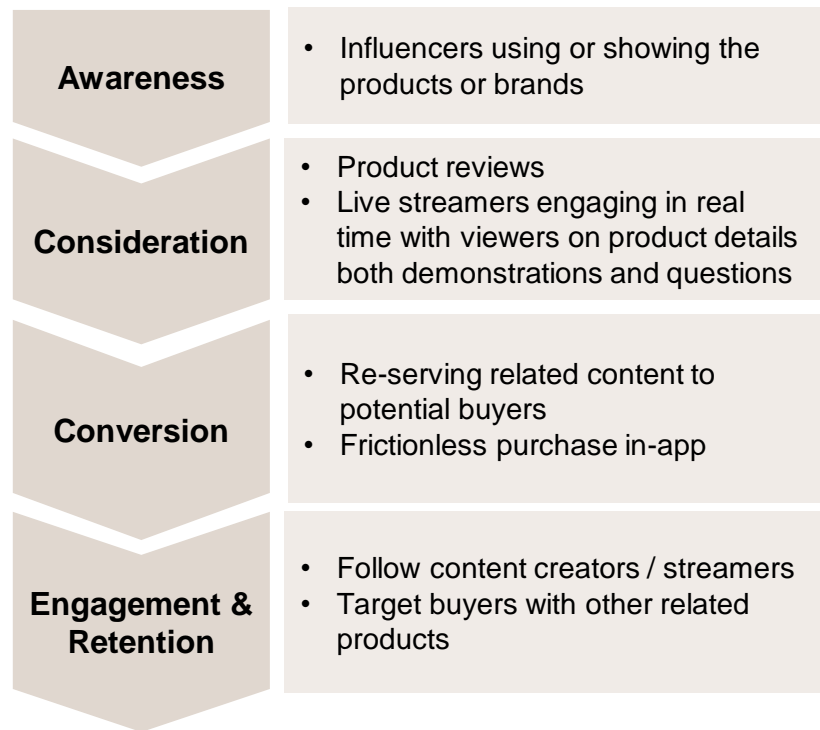 Awareness
• Influencers using or showing the
products or brands
Consideration
• Product reviews
• Live streamers engaging in real
time with viewers on product details
both demonstrations and questions
Conversion
• Re-serving related content to
potential buyers
• Frictionless purchase in-app
Engagement &
Retention
• Follow content creators / streamers
• Target buyers with other related
products